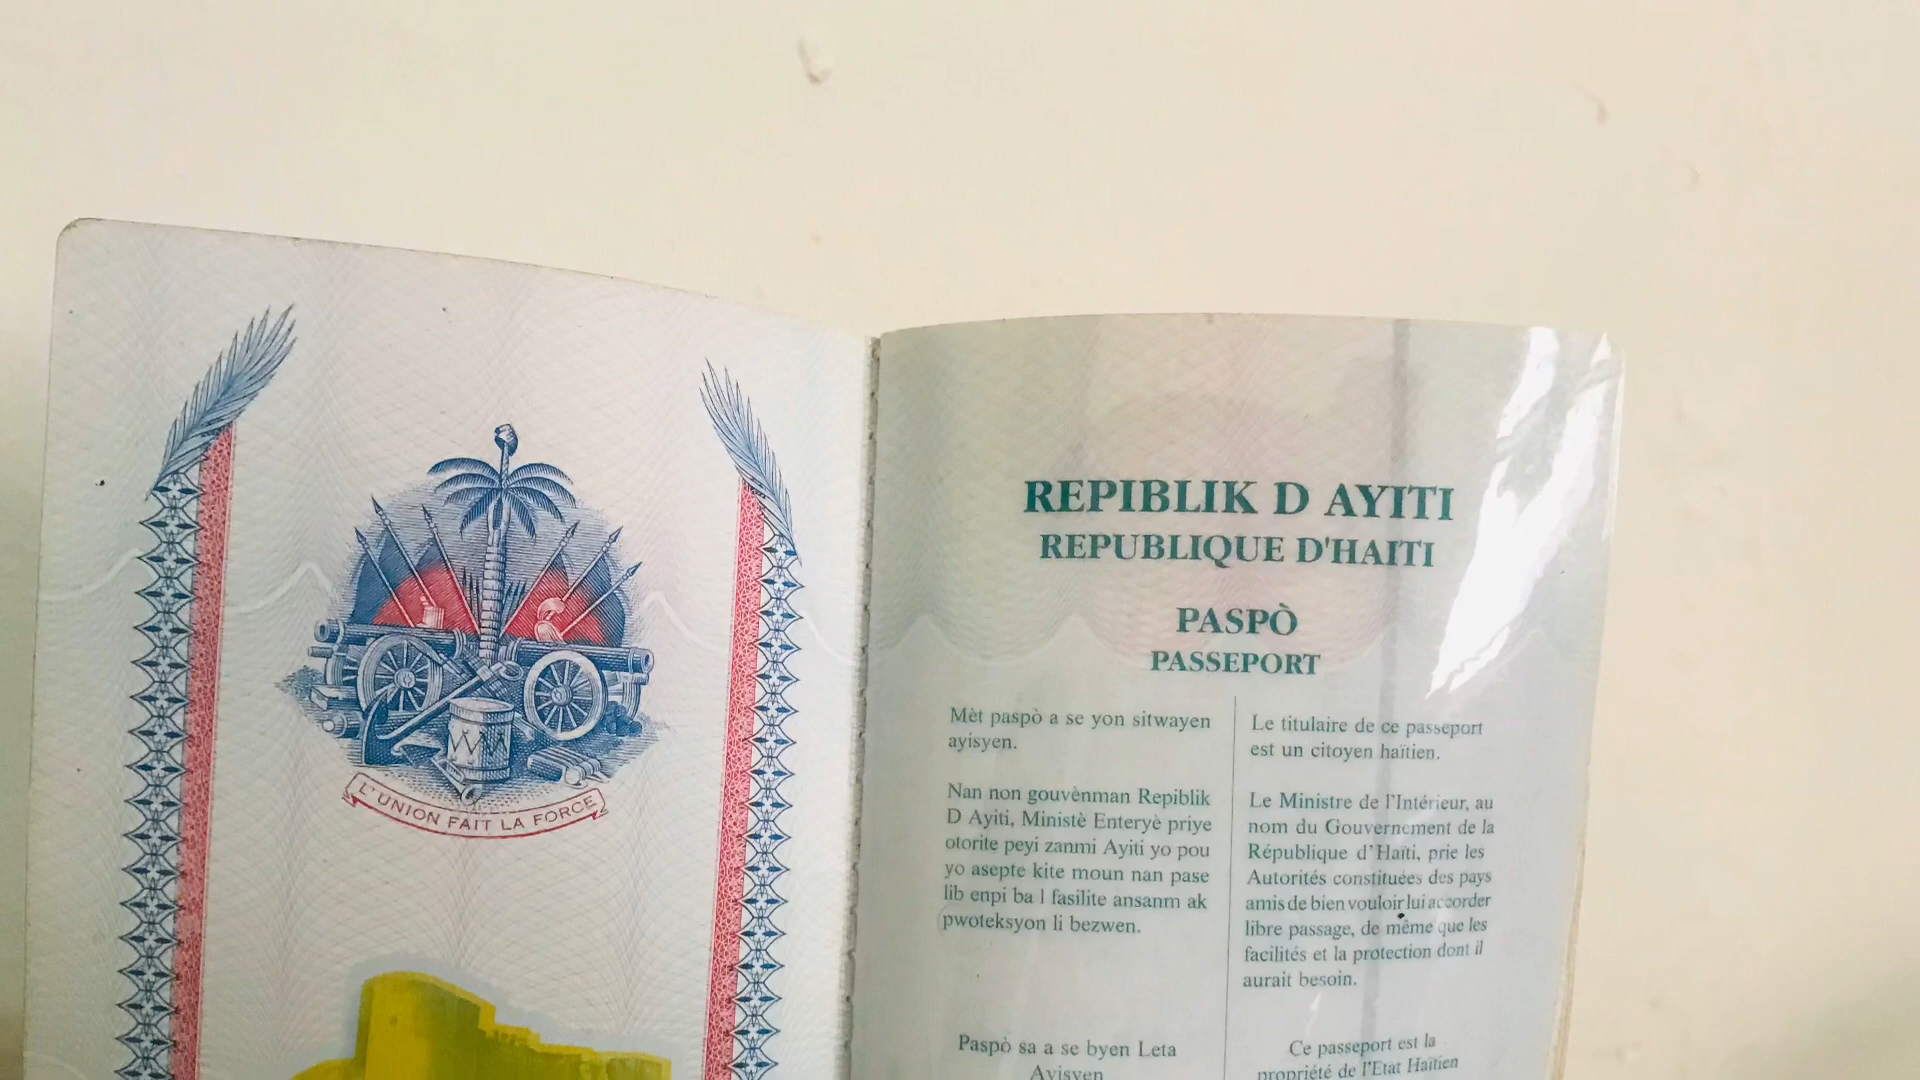 L'UNION FAIT LA FORCE
REPIBLIK D AYITI
REPUBLIQUE D'HAITI
PASPÒ
PASSEPORT
Mèt paspò a se yon sitwayen
ayisyen.
Nan non gouvènman Repiblik
D Ayiti, Ministè Enteryè priye
otorite peyi zanmi Ayiti yo pou
yo asepte kite moun nan pase
lib enpi ba l fasilite ansanm ak
pwoteksyon li bezwen.
Paspò sa a se byen Leta
Ayisyen
Le titulaire de ce passeport
est un citoyen haïtien.
Le Ministre de l'Intérieur, au
nom du Gouvernement de la
République d'Haïti, prie les
Autorités constituées des pays
amis de bien vouloir lui accorder
libre passage, de même que les
facilités et la protection dont il
aurait besoin.
Ce passeport est la
propriété de l'Etat Haïtien